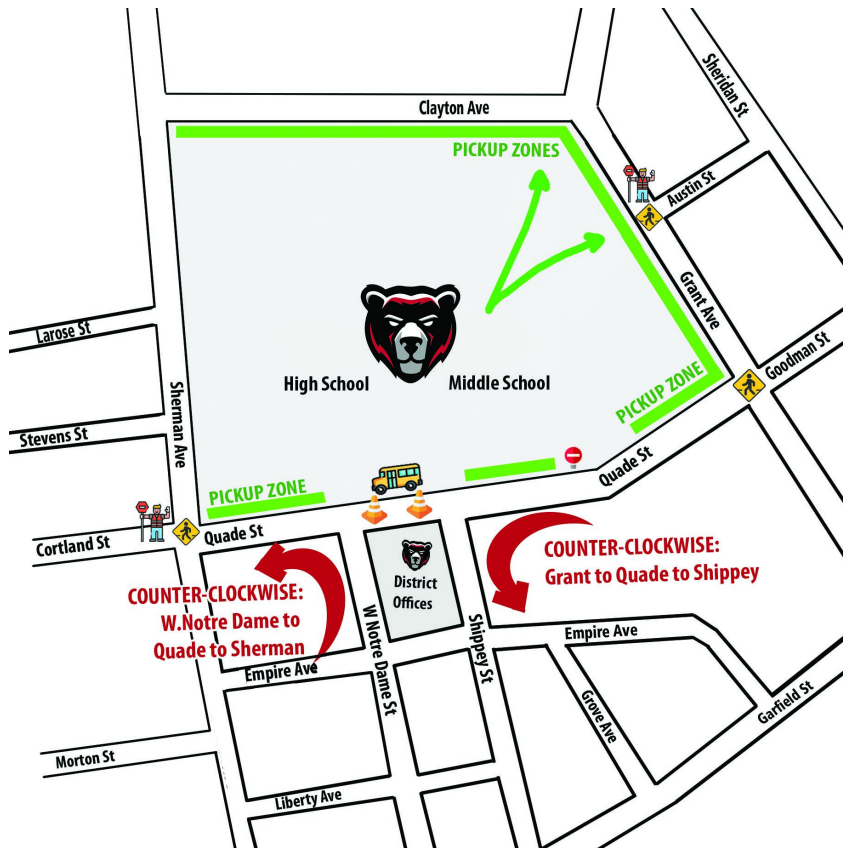 Clayton Ave
Sheridan St
PICKUP ZONES
Austin St
Grant Ave
Larose St
Goodman St
High School
Middle School
Sherman Ave
PICKUP ZONE
Stevens St
Quade St
PICKUP ZONE
Cortland St
Quade St
COUNTER-CLOCKWISE:
Grant to Quade to Shippey
District
Offices
COUNTER-CLOCKWISE:
W.Notre Dame to
Quade to Sherman
Empire Ave
W Notre Dame St
Shippey St
Empire Ave
Grove Ave
Garfield St
Morton St
Liberty Ave